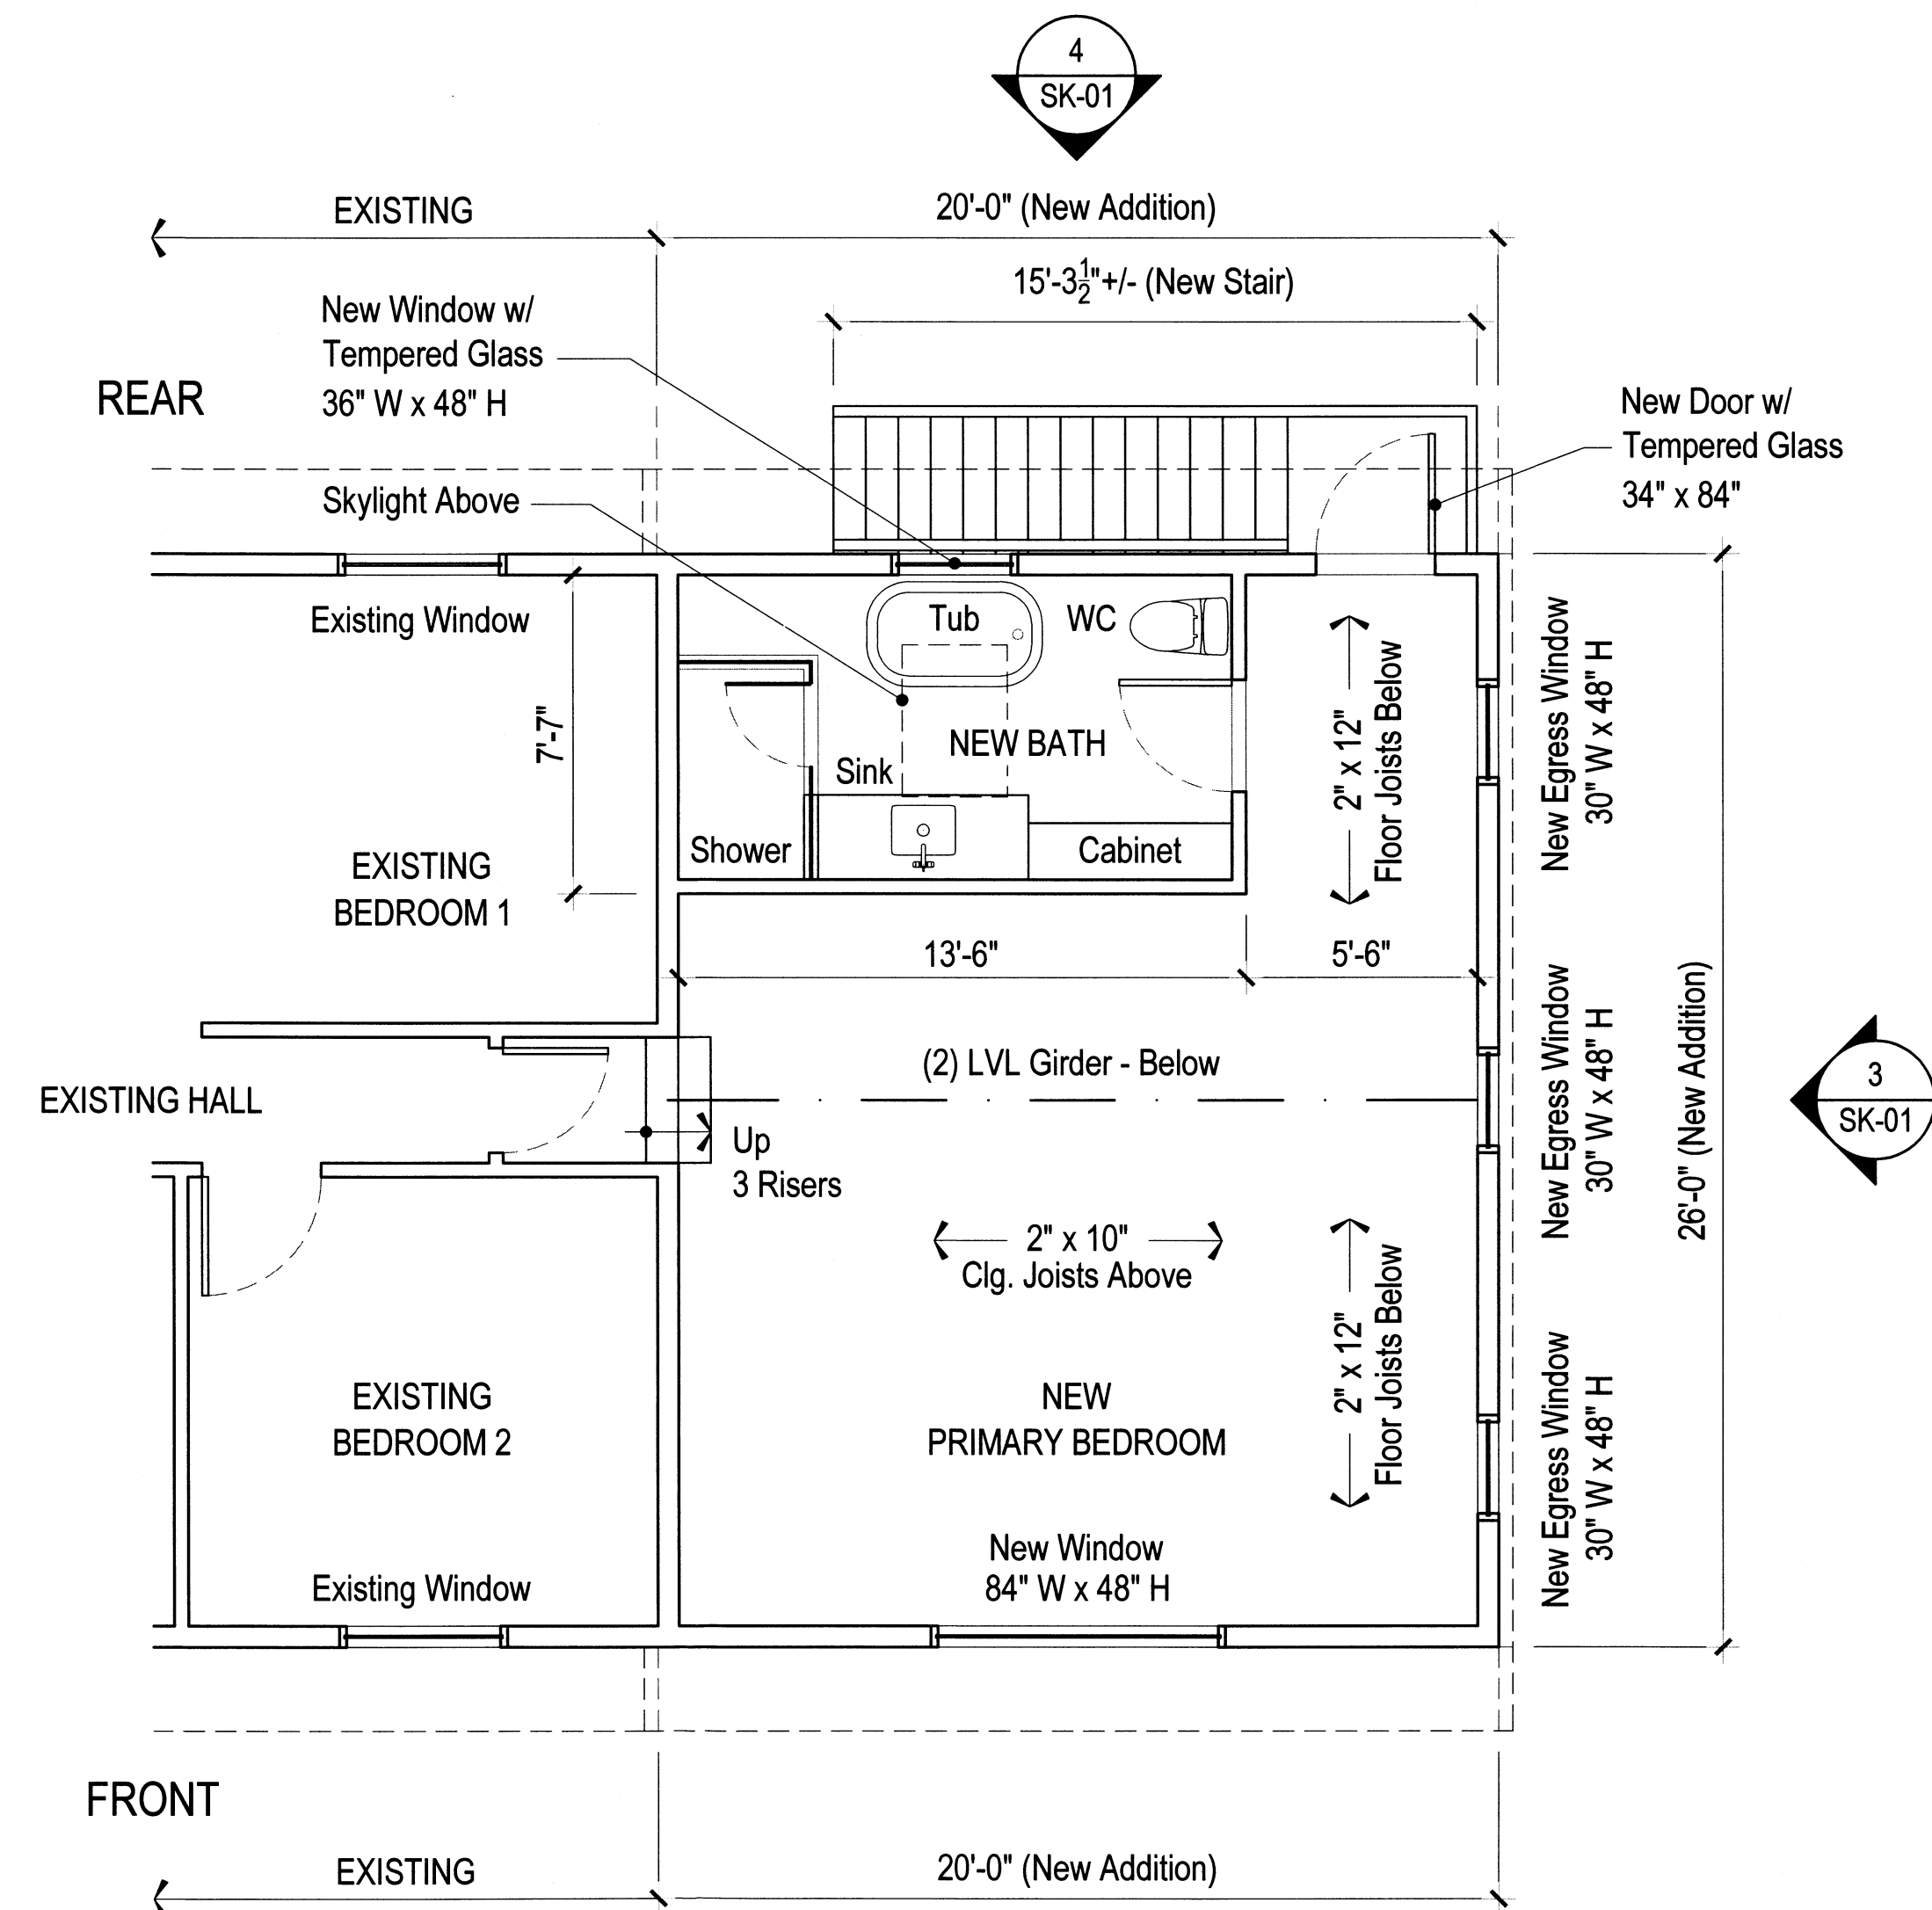 4
SK-01
EXISTING
20'-0" (New Addition)
15'-3½"+/- (New Stair)
New Window w/
Tempered Glass
36" W x 48" H
REAR
New Door w/
Tempered Glass
34" x 84"
Skylight Above
Existing Window
Tub
WC
7'-7"
NEW BATH
Sink
Shower
Cabinet
2" x 12"
Floor Joists Below
New Egress Window
30" W x 48" H
EXISTING
BEDROOM 1
13'-6"
5'-6"
(2) LVL Girder - Below
EXISTING HALL
Up
3 Risers
New Egress Window
30" W x 48" H
26'-0" (New Addition)
3
SK-01
2" x 10"
Clg. Joists Above
2" x 12"
Floor Joists Below
EXISTING
BEDROOM 2
NEW
PRIMARY BEDROOM
New Egress Window
30" W x 48" H
New Window
84" W x 48" H
Existing Window
FRONT
EXISTING
20'-0" (New Addition)